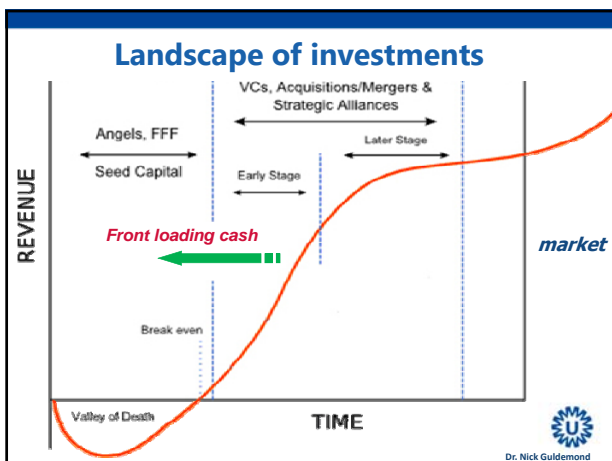 Landscape of investments
VCs, Acquisitions/Mergers &
Strategic Alliances
Angels, FFF
Seed Capital
Later Stage
Early Stage
REVENUE
Front loading cash
market
Break even
Valley of Death
TIME
U
Dr. Nick Guldemond